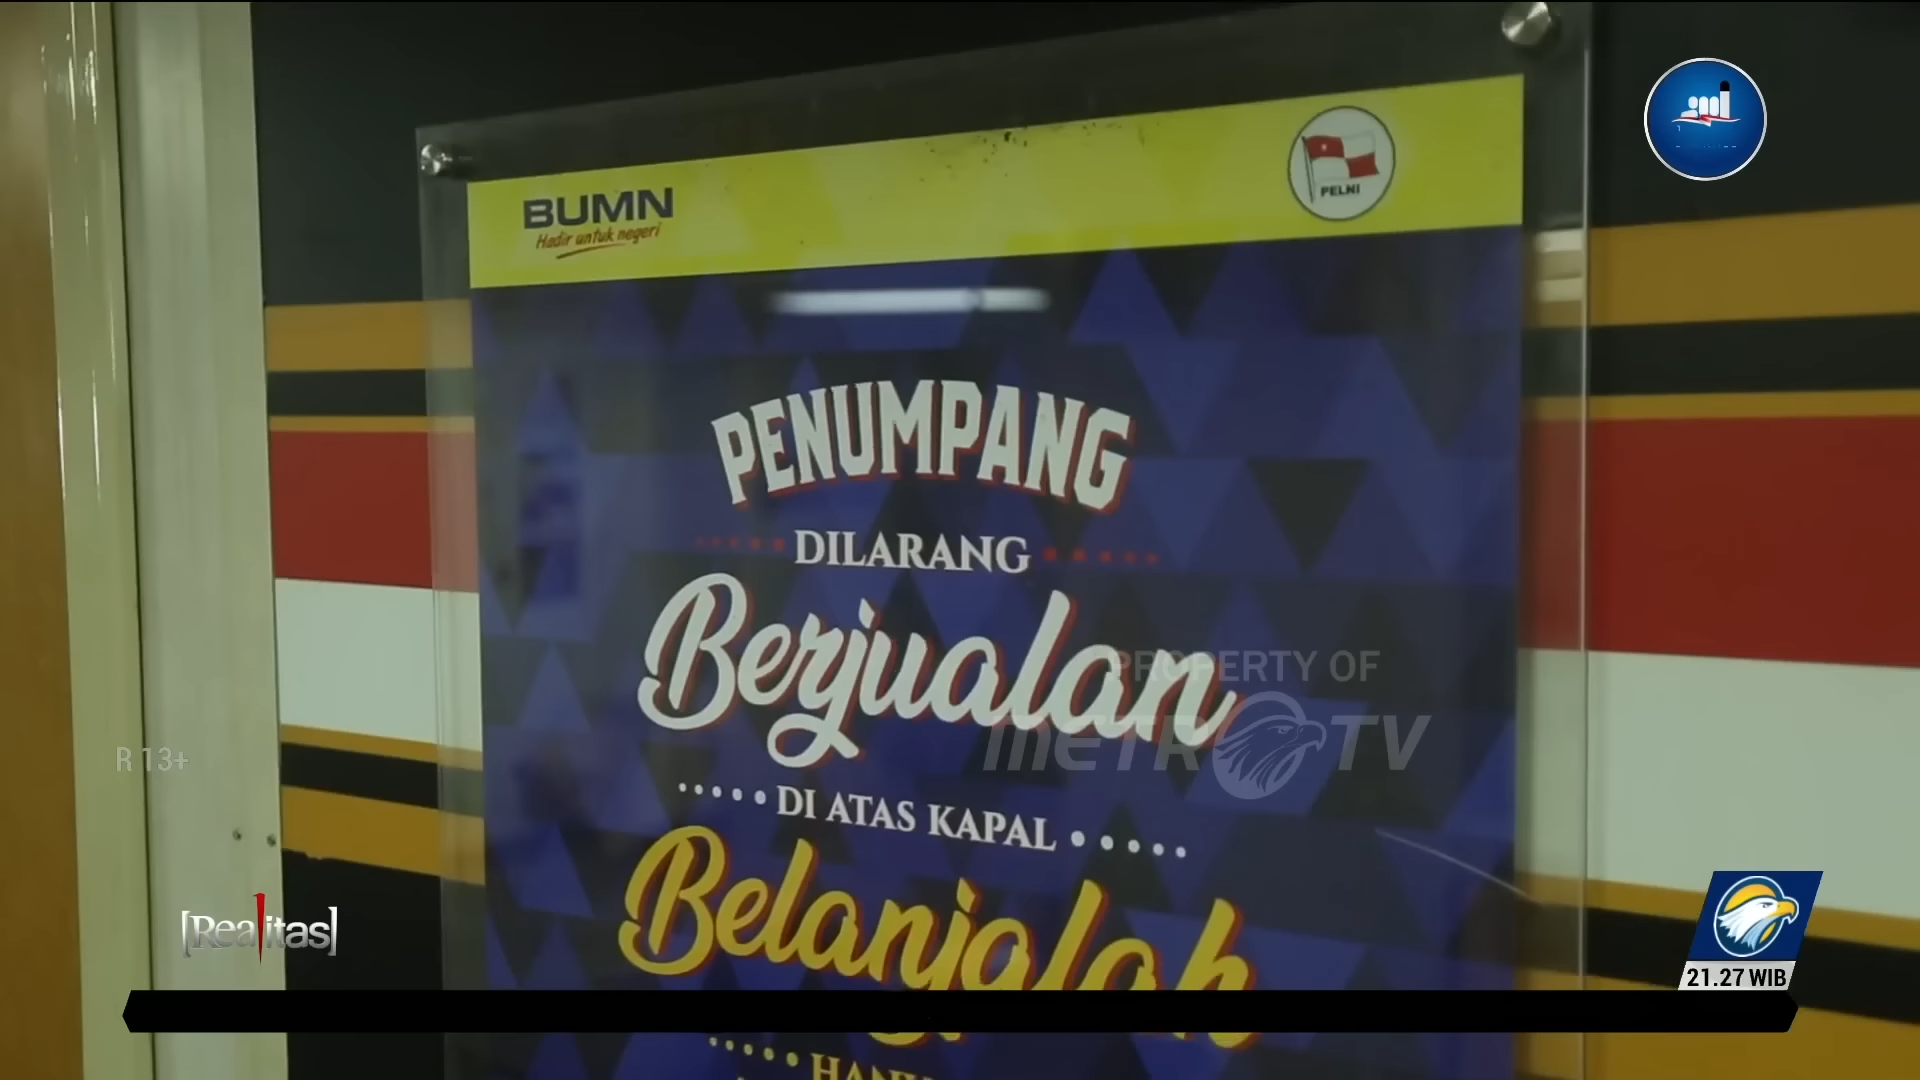 BUMN
Hadir untuk negeri
PELNI
PENUMPANG
DILARANG
Berjualan
PROPERTY OF
METRO TV
R 13+
DI ATAS KAPAL
Belanjalah
[Realitas]
21.27 WIB